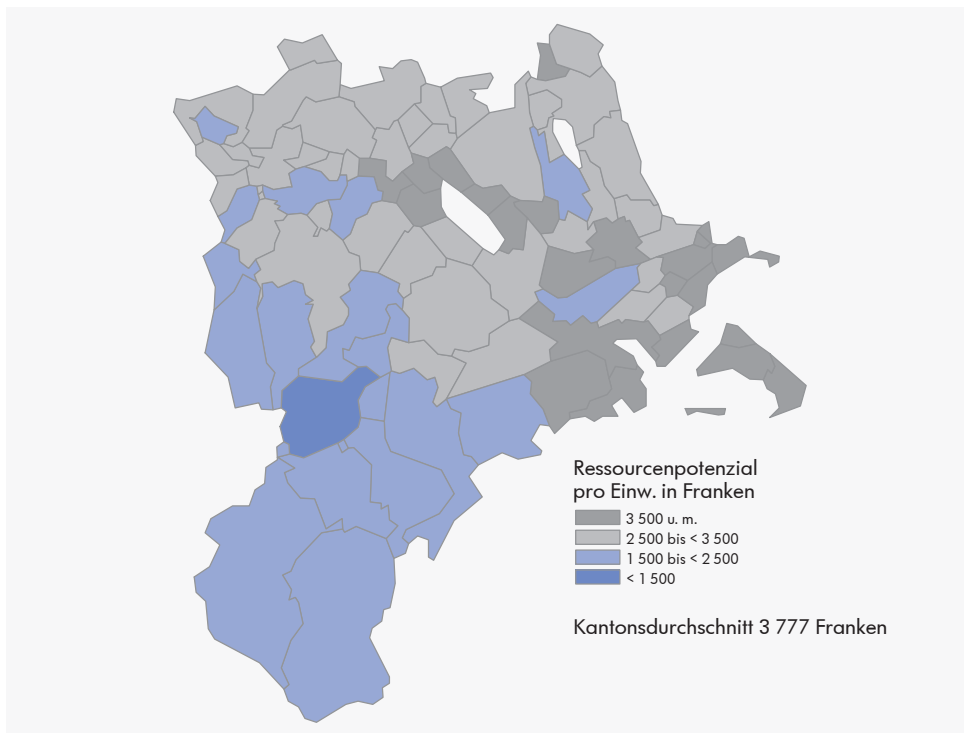 Ressourcenpotenzial
pro Einw. in Franken
3 500 u. m.
2 500 bis < 3 500
1 500 bis < 2 500
< 1 500
Kantonsdurchschnitt 3 777 Franken